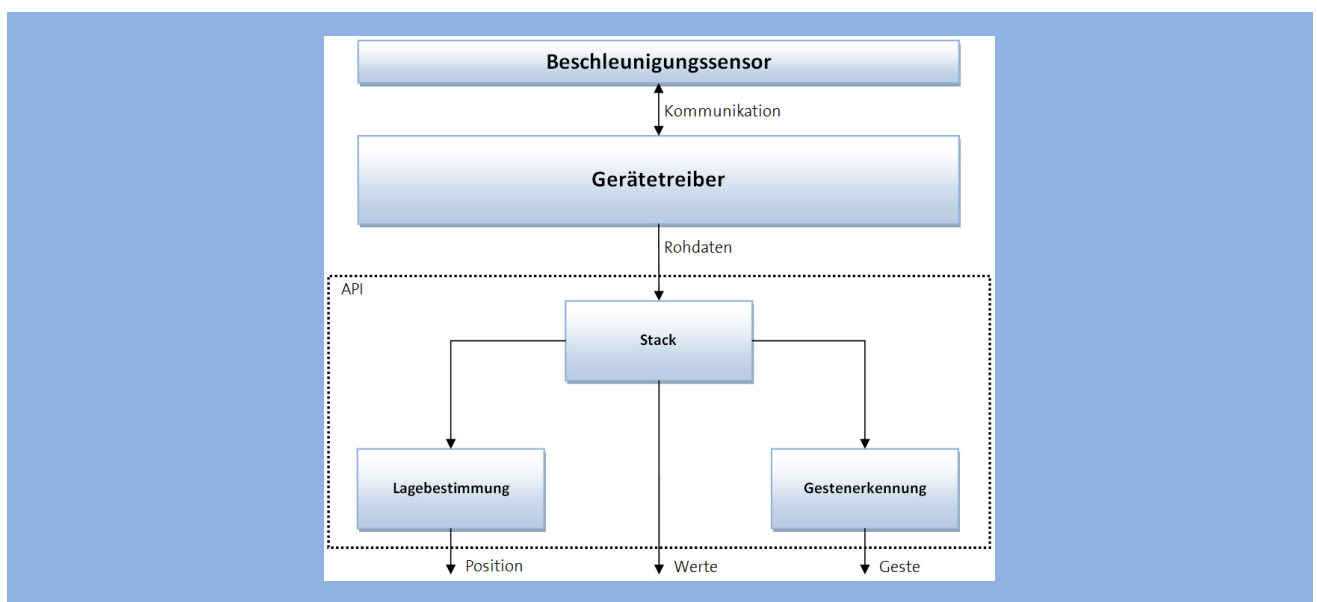 Beschleunigungssensor
Kommunikation
Gerätetreiber
Rohdaten
API
Stack
Lagebestimmung
Gestenerkennung
Position
Werte
Geste